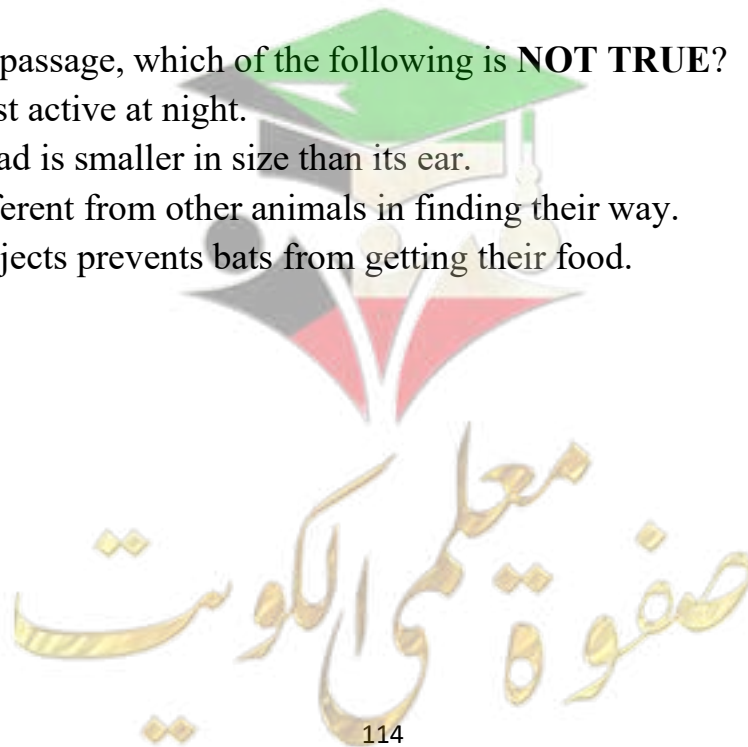 passage, which of the following is NOT TRUE?
st active at night.
ad is smaller in size than its ear.
ferent from other animals in finding their way.
jects prevents bats from getting their food.
صفوة معلمى الكويت
114